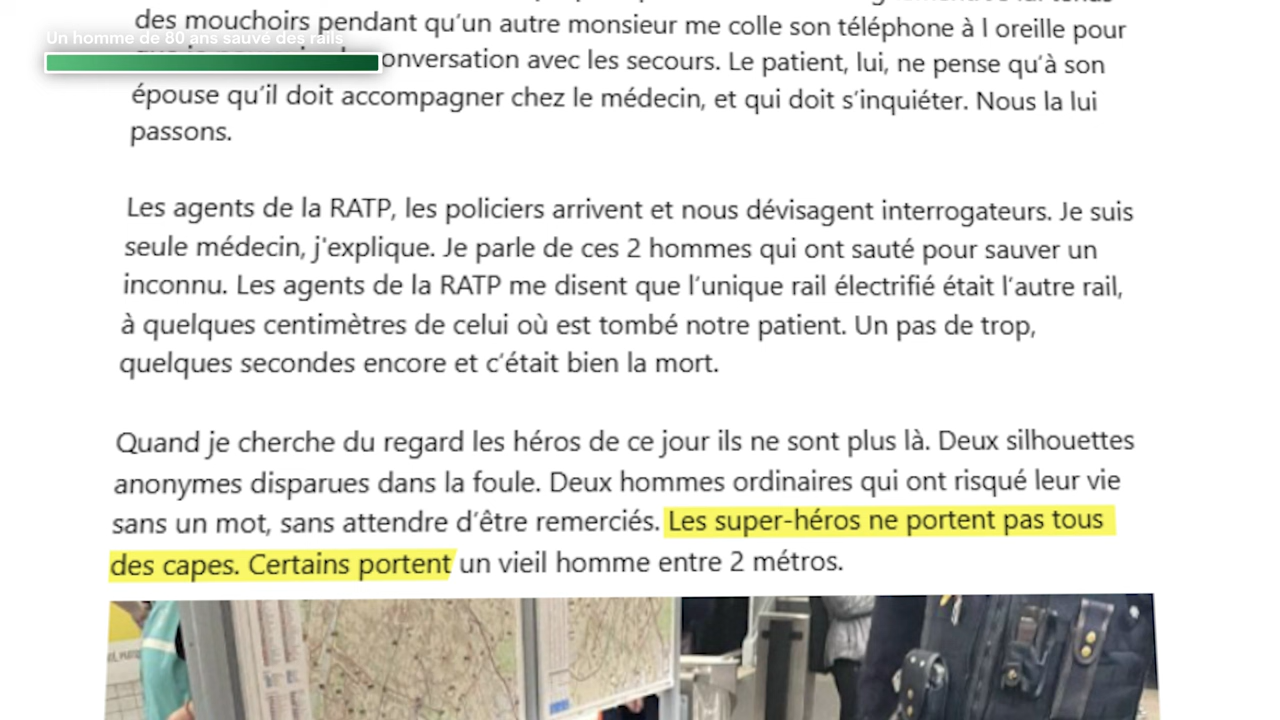 des mouchoirs pendant qu'un autre monsieur me colle son téléphone à l oreille pour
Un homme de 80 ans sauvé des rails
onversation avec les secours. Le patient, lui, ne pense qu'à son
épouse qu'il doit accompagner chez le médecin, et qui doit s'inquiéter. Nous la lui
passons.
Les agents de la RATP, les policiers arrivent et nous dévisagent interrogateurs. Je suis
seule médecin, j'explique. Je parle de ces 2 hommes qui ont sauté pour sauver un
inconnu. Les agents de la RATP me disent que l'unique rail électrifié était l'autre rail,
à quelques centimètres de celui où est tombé notre patient. Un pas de trop,
quelques secondes encore et c'était bien la mort.
Quand je cherche du regard les héros de ce jour ils ne sont plus là. Deux silhouettes
anonymes disparues dans la foule. Deux hommes ordinaires qui ont risqué leur vie
sans un mot, sans attendre d'être remerciés. Les super-héros ne portent pas tous
des capes. Certains portent un vieil homme entre 2 métros.